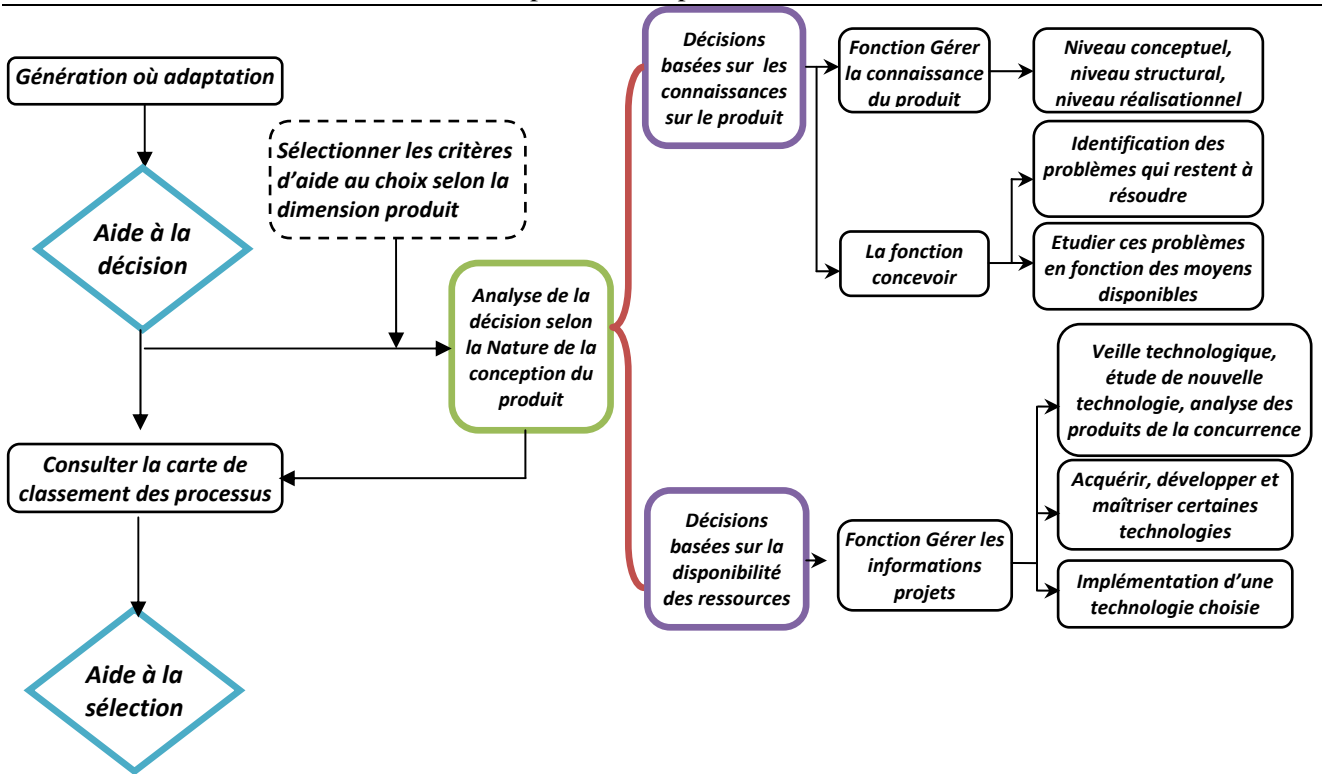 Génération où adaptation
Aide à la
décision
Sélectionner les critères
d'aide au choix selon la
dimension produit
Analyse de la
décision selon
la Nature de la
conception du
produit
Consulter la carte de
classement des processus
Aide à la
sélection
Décisions
basées sur les
connaissances
sur le produit
Fonction Gérer
la connaissance
du produit
Niveau conceptuel,
niveau structural,
niveau réalisationnel
La fonction
concevoir
Identification des
problèmes qui restent à
résoudre
Etudier ces problèmes
en fonction des moyens
disponibles
Décisions
basées sur la
disponibilité
des ressources
Fonction Gérer les
informations
projets
Veille technologique,
étude de nouvelle
technologie, analyse des
produits de la concurrence
Acquérir, développer et
maîtriser certaines
technologies
Implémentation d'une
technologie choisie